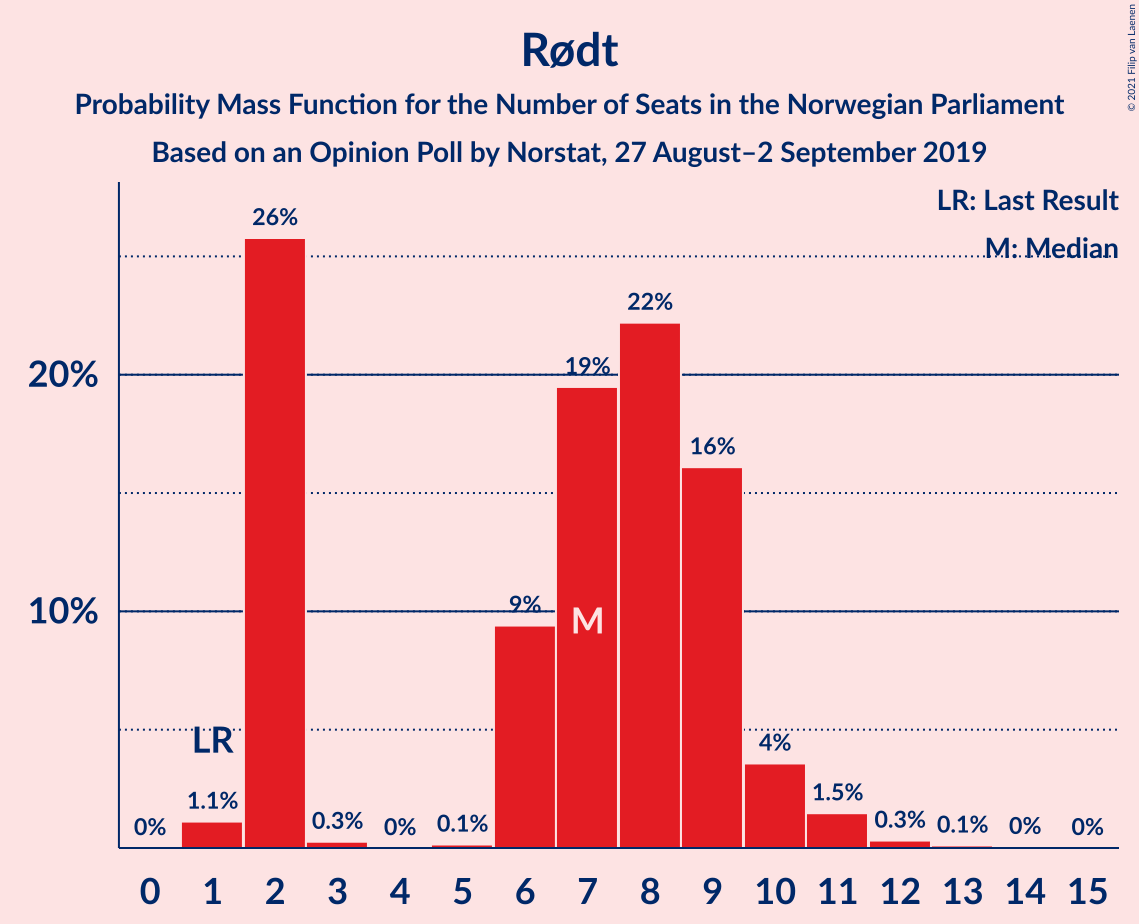 © 2021 Filip van Laenen
Rødt
Probability Mass Function for the Number of Seats in the Norwegian Parliament
Based on an Opinion Poll by Norstat, 27 August–2 September 2019
LR: Last Result
M: Median
26%
22%
20%
19%
16%
10%
9%
M
LR
4%
0% 1.1% 0.3% 0% 0.1% 1.5% 0.3% 0.1% 0% 0%
0 1 2 3 4 5 6 7 8 9 10 11 12 13 14 15